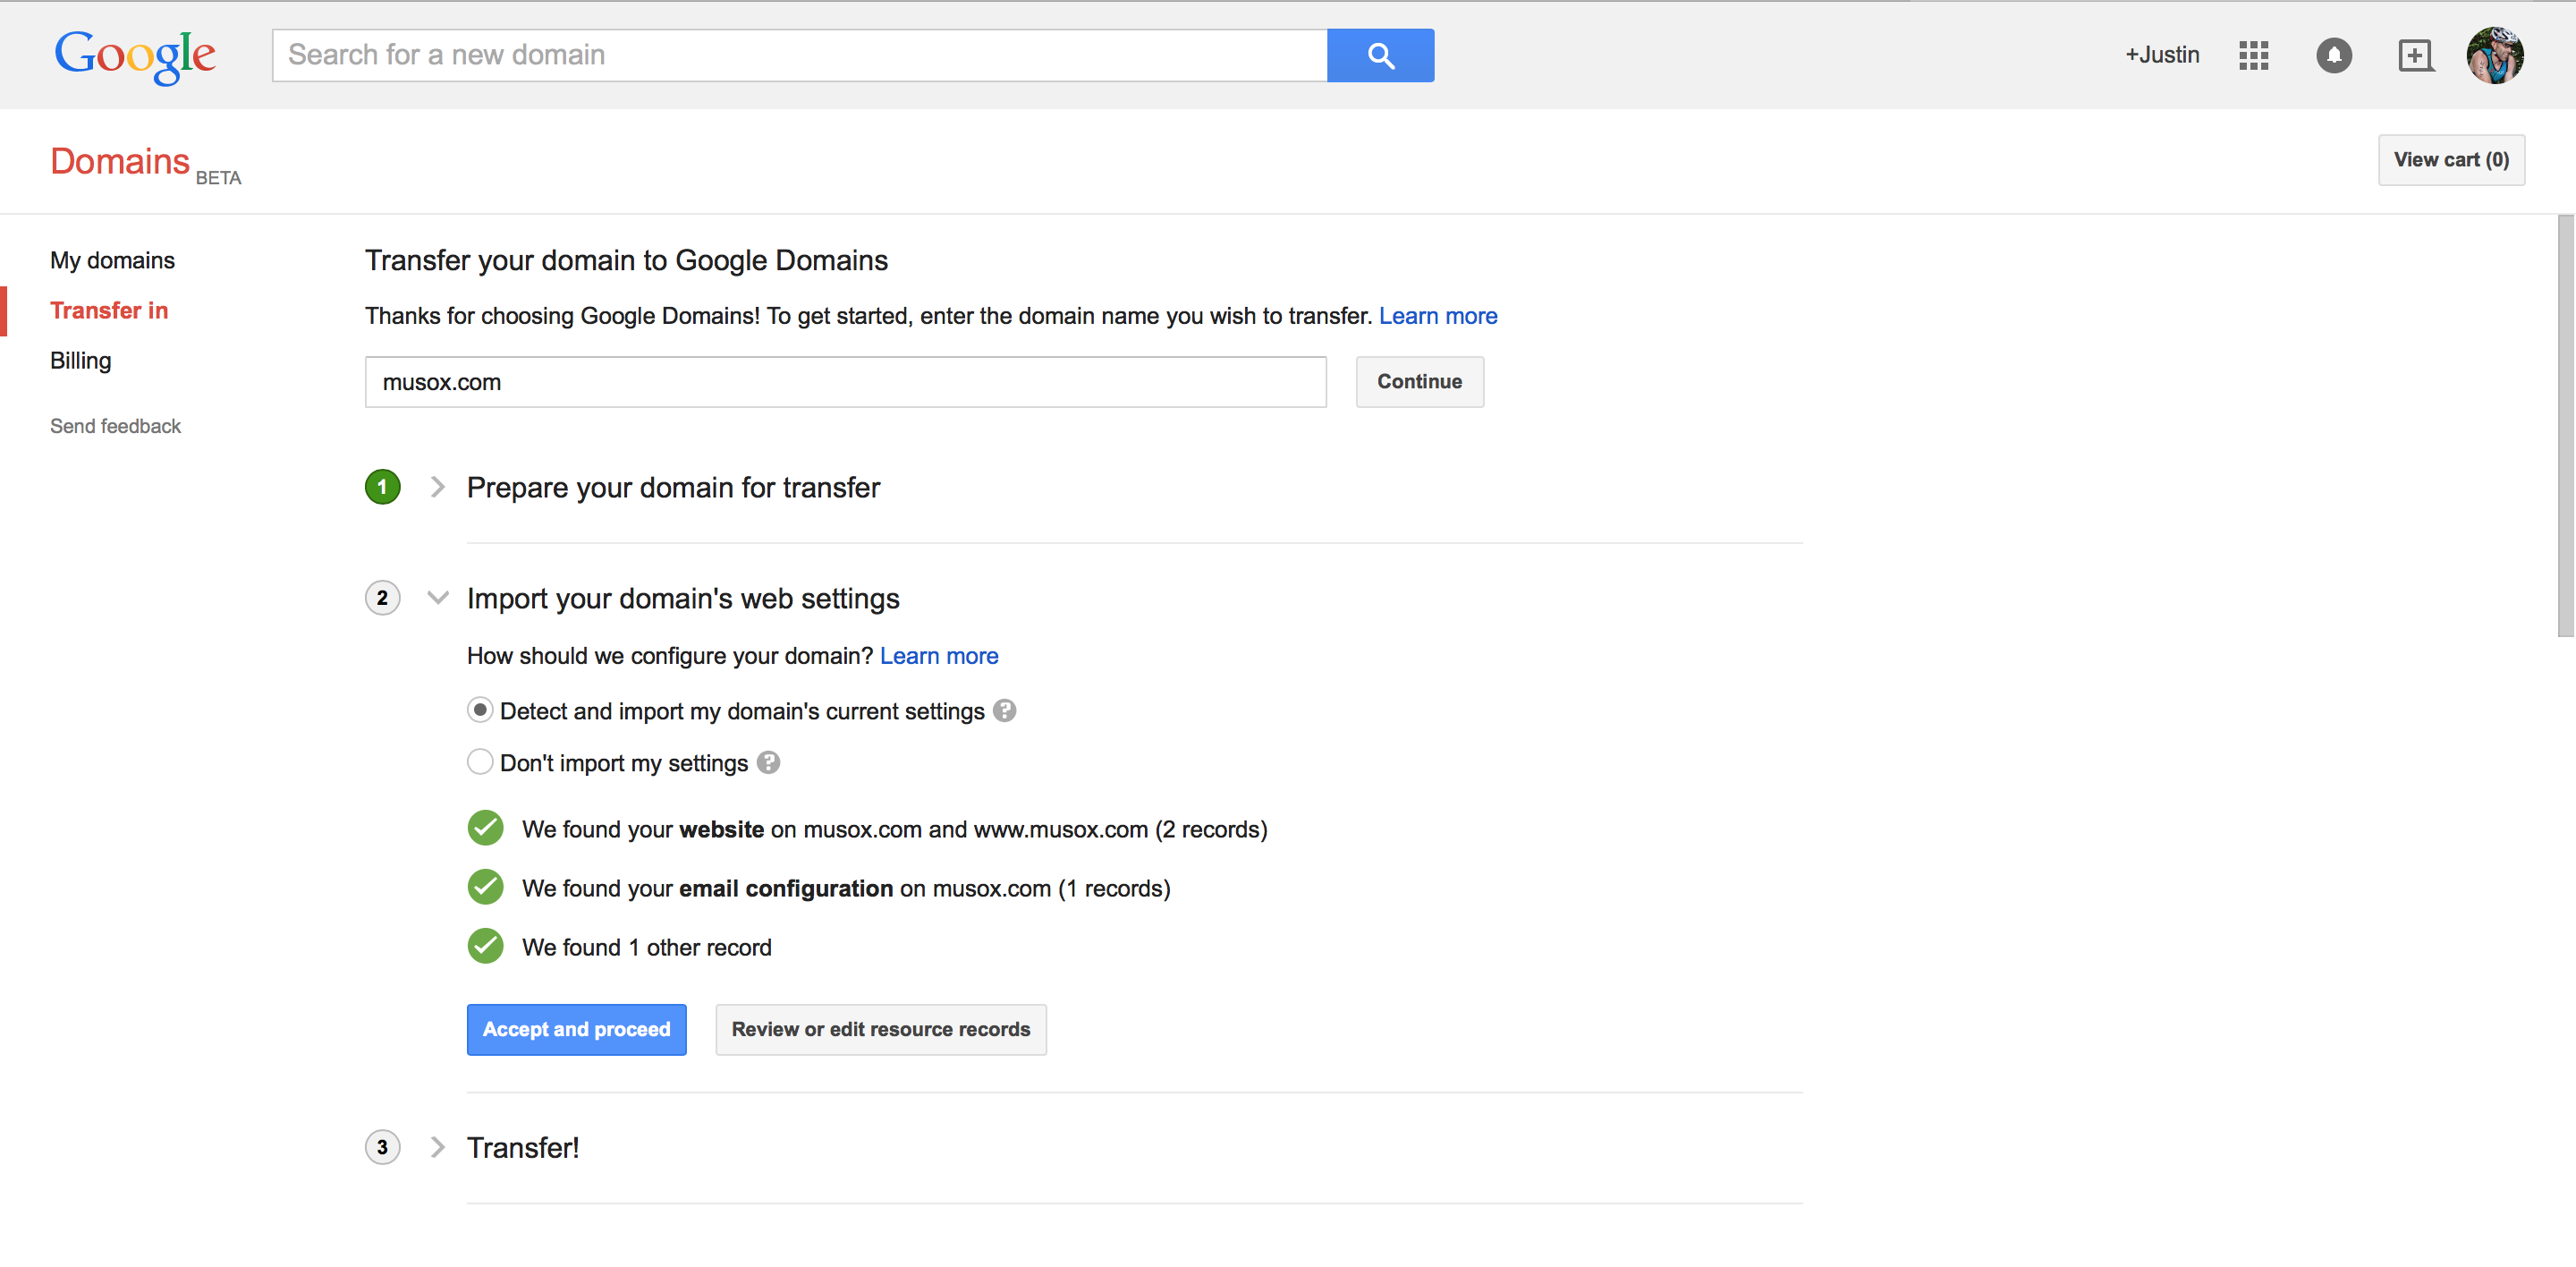 Google
Search for a new domain
+Justin
Domains BETA
View cart (0)
My domains
Transfer in
Billing
Send feedback
Transfer your domain to Google Domains
Thanks for choosing Google Domains! To get started, enter the domain name you wish to transfer. Learn more
musox.com
Continue
1 Prepare your domain for transfer
2 Import your domain's web settings
How should we configure your domain? Learn more
Detect and import my domain's current settings ?
Don't import my settings ?
We found your website on musox.com and www.musox.com (2 records)
We found your email configuration on musox.com (1 records)
We found 1 other record
Accept and proceed
Review or edit resource records
3 Transfer!